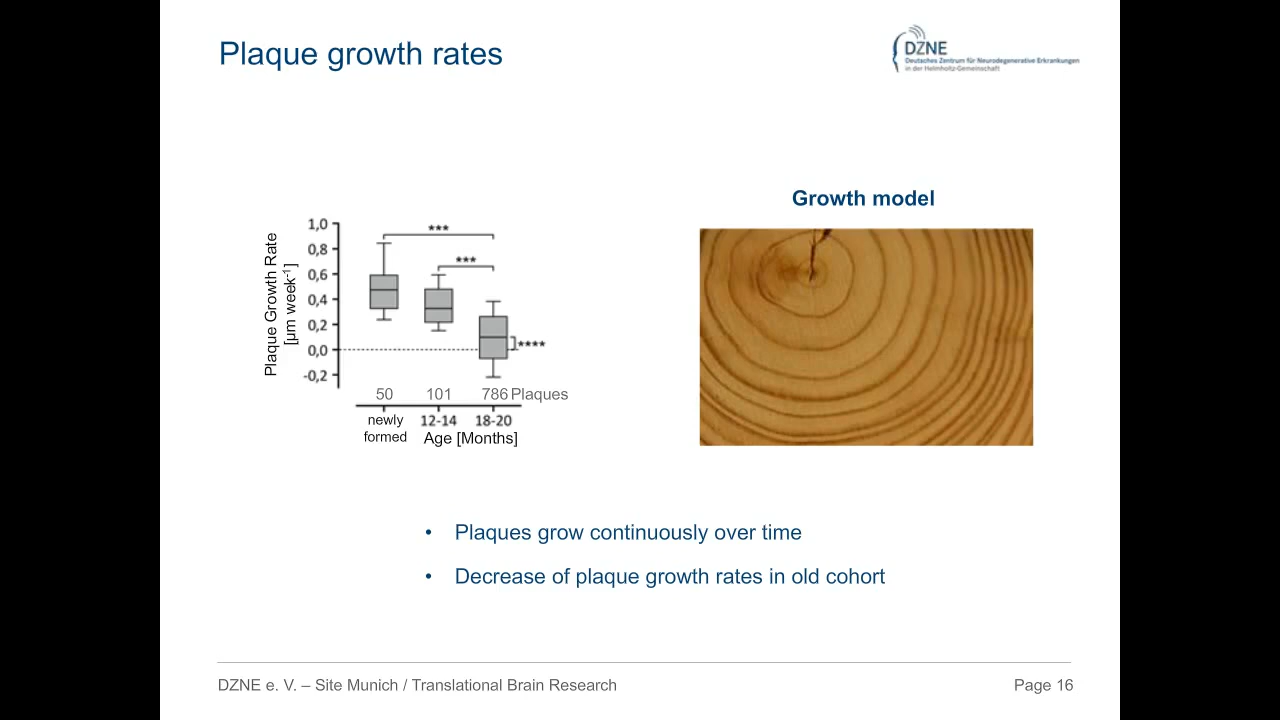 Plaque growth rates
DZNE
Deutsches Zentrum für Neurodegenerative Erkrankungen
in der Helmholtz-Gemeinschaft
Plaque Growth Rate
[µm week-1]
1,0
0,8
0,6
0,4
0,2
0,0
-0,2
***
***
****
50 101 786 Plaques
newly formed 12-14 18-20
Age [Months]
Growth model
• Plaques grow continuously over time
• Decrease of plaque growth rates in old cohort
DZNE e. V. – Site Munich / Translational Brain Research
Page 16